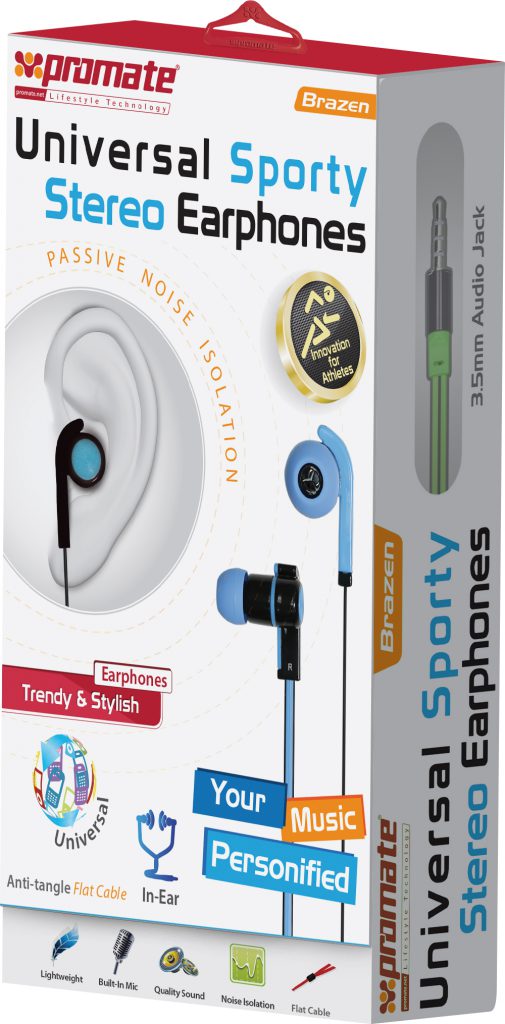 promate®
promate.net Lifestyle Technology
Brazen
Universal Sporty
Stereo Earphones
PASSIVE NOISE ISOLATION
Innovation
for
Athletes
R
Earphones
Trendy & Stylish
Universal
Your
Music
Personified
Anti-tangle Flat Cable
In-Ear
Lightweight
Built-In Mic
Quality Sound
Noise Isolation
Flat Cable
3.5mm Audio Jack
Brazen
Universal Sporty
Stereo Earphones
promate®
promate.net Lifestyle Technology